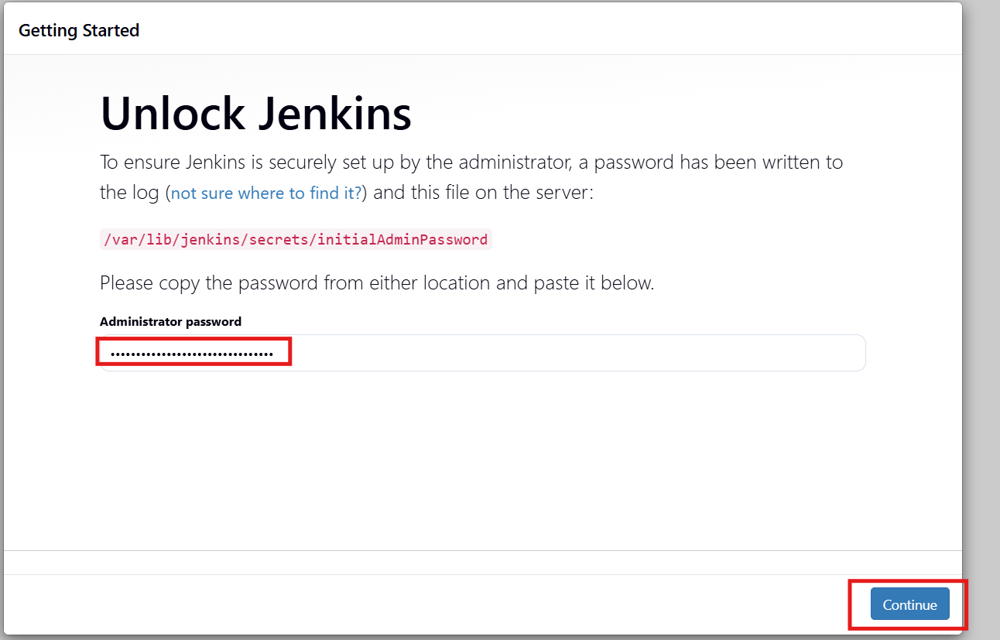 Getting Started
Unlock Jenkins
To ensure Jenkins is securely set up by the administrator, a password has been written to
the log (not sure where to find it?) and this file on the server:
/var/lib/jenkins/secrets/initialAdminPassword
Please copy the password from either location and paste it below.
Administrator password
••••••••••••••••••••••••••••••••
Continue